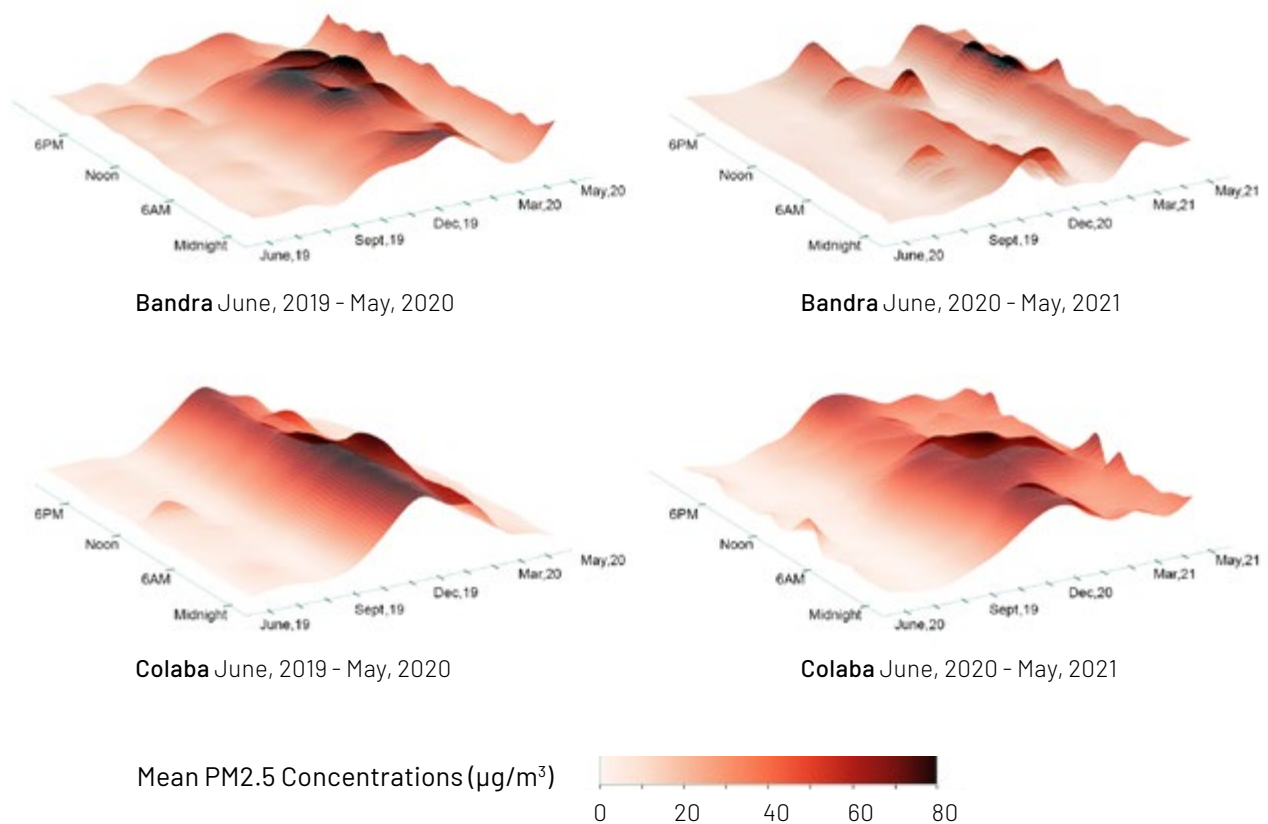 6PM
Noon
6AM
Midnight
June,19
Sept,19
Dec,19
Mar,20
May,20
Bandra June, 2019 - May, 2020
6PM
Noon
6AM
Midnight
June,20
Sept,19
Dec,20
Mar,21
May,21
Bandra June, 2020 - May, 2021
6PM
Noon
6AM
Midnight
June,19
Sept,19
Dec,19
Mar,20
May,20
Colaba June, 2019 - May, 2020
6PM
Noon
6AM
Midnight
June,20
Sept,19
Dec,20
Mar,21
May,21
Colaba June, 2020 - May, 2021
Mean PM2.5 Concentrations (µg/m³)
0 20 40 60 80